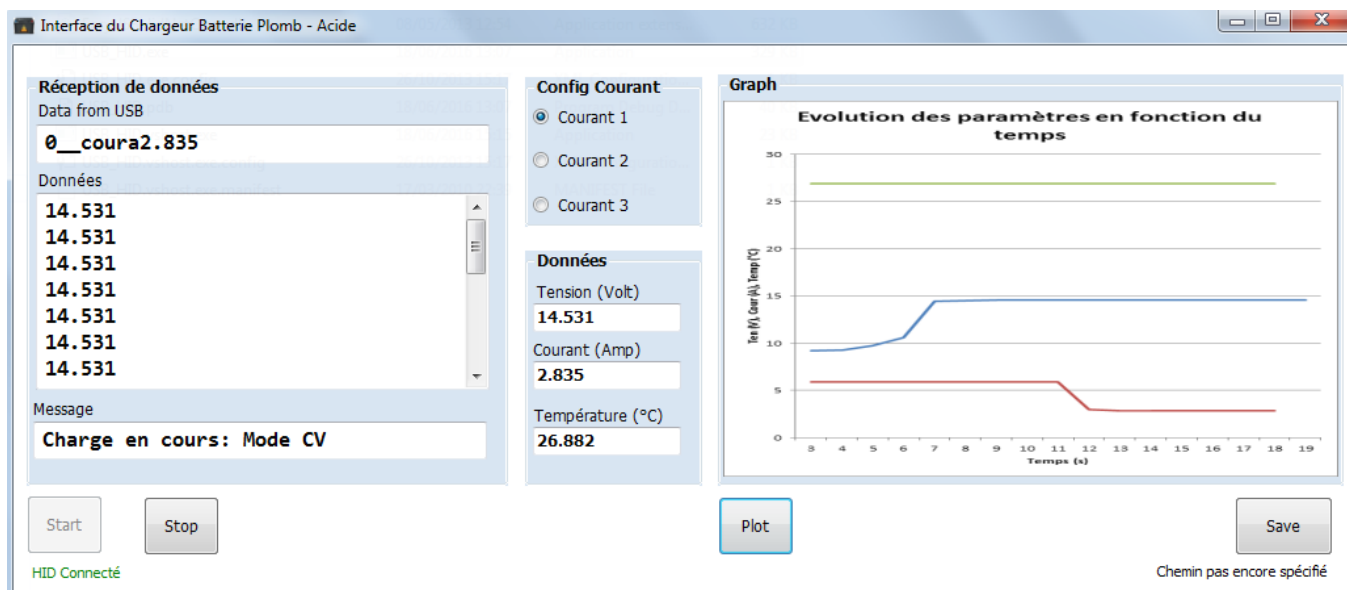 Interface du Chargeur Batterie Plomb - Acide
Réception de données
Data from USB
0__coura2.835
Données
14.531
14.531
14.531
14.531
14.531
14.531
14.531
Message
Charge en cours: Mode CV
Config Courant
Courant 1
Courant 2
Courant 3
Données
Tension (Volt)
14.531
Courant (Amp)
2.835
Température (°C)
26.882
Graph
Evolution des paramètres en fonction du
temps
Ten (V), Cour (A), Temp (°C)
30
25
20
15
10
5
0
3 4 5 6 7 8 9 10 11 12 13 14 15 16 17 18 19
Temps (s)
Start
Stop
Plot
Save
HID Connecté
Chemin pas encore spécifié